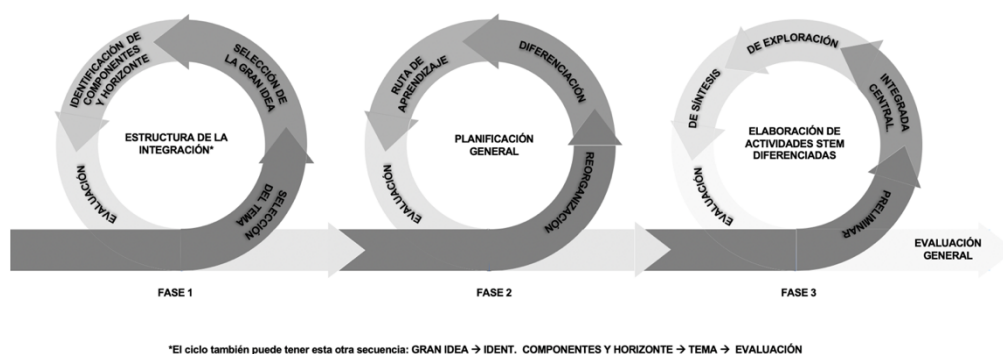 IDENTIFICACIÓN DE
COMPONENTES
Y HORIZONTE
SELECCIÓN DE
LA GRAN IDEA
ESTRUCTURA DE LA
INTEGRACIÓN*
EVALUACIÓN
SELECCIÓN
DEL TEMA
FASE 1
RUTA DE
APRENDIZAJE
DIFERENCIACIÓN
PLANIFICACIÓN
GENERAL
EVALUACIÓN
REORGANIZACIÓN
FASE 2
DE SÍNTESIS
DE EXPLORACIÓN
INTEGRADA
CENTRAL.
ELABORACIÓN DE
ACTIVIDADES STEM
DIFERENCIADAS
EVALUACIÓN
PRELIMINAR
FASE 3
EVALUACIÓN
GENERAL
*El ciclo también puede tener esta otra secuencia: GRAN IDEA → IDENT. COMPONENTES Y HORIZONTE → TEMA → EVALUACIÓN